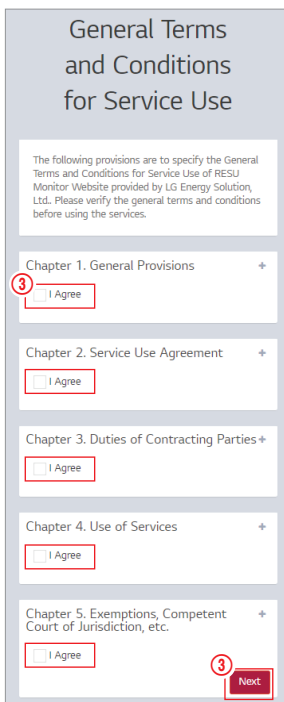 General Terms
and Conditions
for Service Use
The following provisions are to specify the General
Terms and Conditions for Service Use of RESU
Monitor Website provided by LG Energy Solution,
Ltd.. Please verify the general terms and conditions
before using the services.
Chapter 1. General Provisions +
③
I Agree
Chapter 2. Service Use Agreement +
I Agree
Chapter 3. Duties of Contracting Parties +
I Agree
Chapter 4. Use of Services +
I Agree
Chapter 5. Exemptions, Competent +
Court of Jurisdiction, etc.
I Agree
③
Next